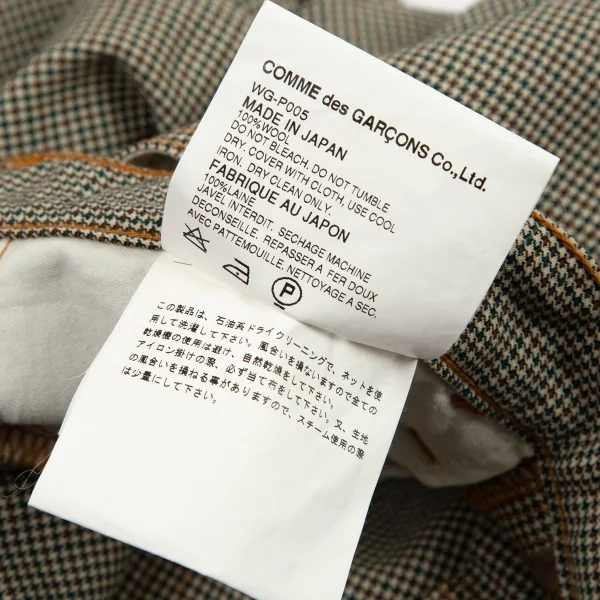 COMME des GARÇONS Co.,Ltd.
WG-P005
MADE IN JAPAN
100%WOOL
DO NOT BLEACH. DO NOT TUMBLE
DRY. COVER WITH CLOTH, USE COOL
IRON. DRY CLEAN ONLY.
FABRIQUE AU JAPON
100%LAINE
JAVEL INTERDIT. SECHAGE MACHINE
DECONSEILLE. REPASSER A FER DOUX
AVEC PATTEMOUILLE. NETTOYAGE A SEC.
P
この製品は、石油系ドライクリーニングで、ネットを使
用して洗濯して下さい。風合いを損ないますので全ての
乾燥機の使用は避け、自然乾燥をして下さい。
アイロン掛けの際、必ず当て布をして下さい。又、生地
の風合いを損ねる事がありますので、スチーム使用の際
は少量にして下さい。